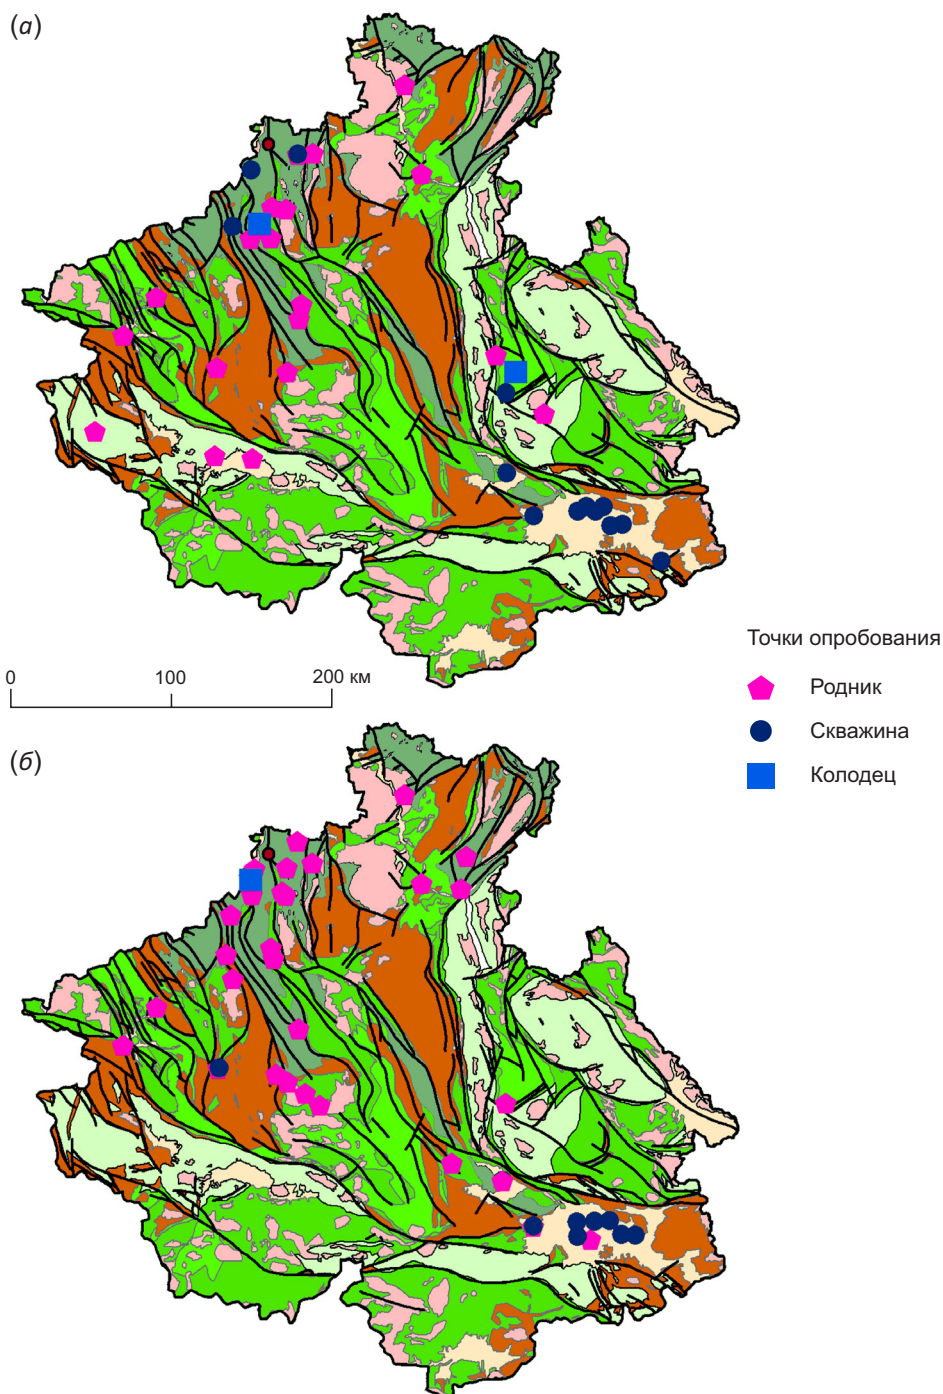 (а)
0 100 200 км
Точки опробования
Родник
Скважина
Колодец
(б)